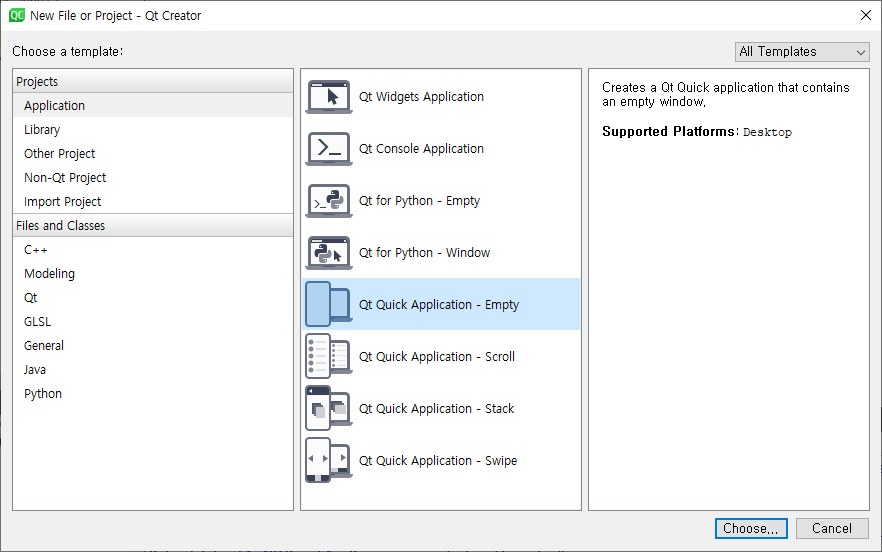 QC New File or Project - Qt Creator
Choose a template:
All Templates
Projects
Application
Library
Other Project
Non-Qt Project
Import Project
Files and Classes
C++
Modeling
Qt
GLSL
General
Java
Python
Qt Widgets Application
Qt Console Application
Qt for Python - Empty
Qt for Python - Window
Qt Quick Application - Empty
Qt Quick Application - Scroll
Qt Quick Application - Stack
Qt Quick Application - Swipe
Creates a Qt Quick application that contains
an empty window.
Supported Platforms: Desktop
Choose...
Cancel